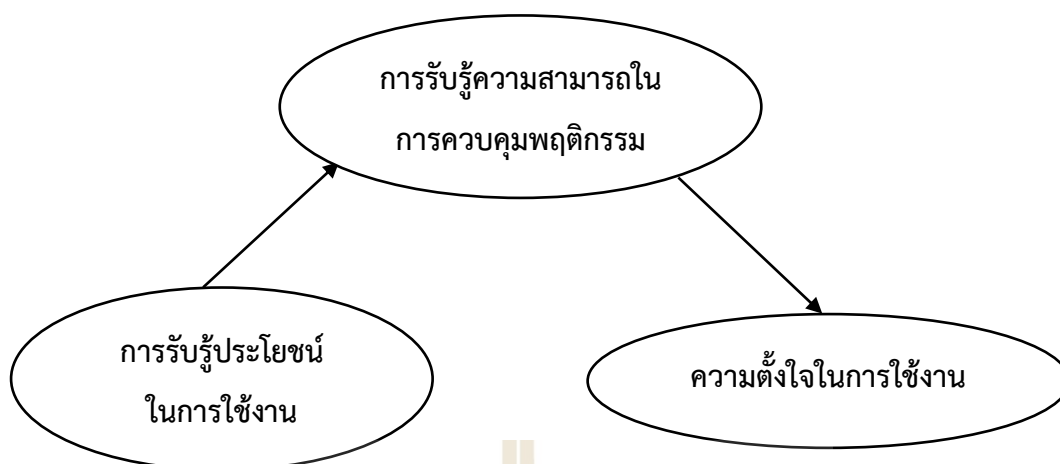 การรับรู้ความสามารถใน
การควบคุมพฤติกรรม
การรับรู้ประโยชน์
ในการใช้งาน
ความตั้งใจในการใช้งาน